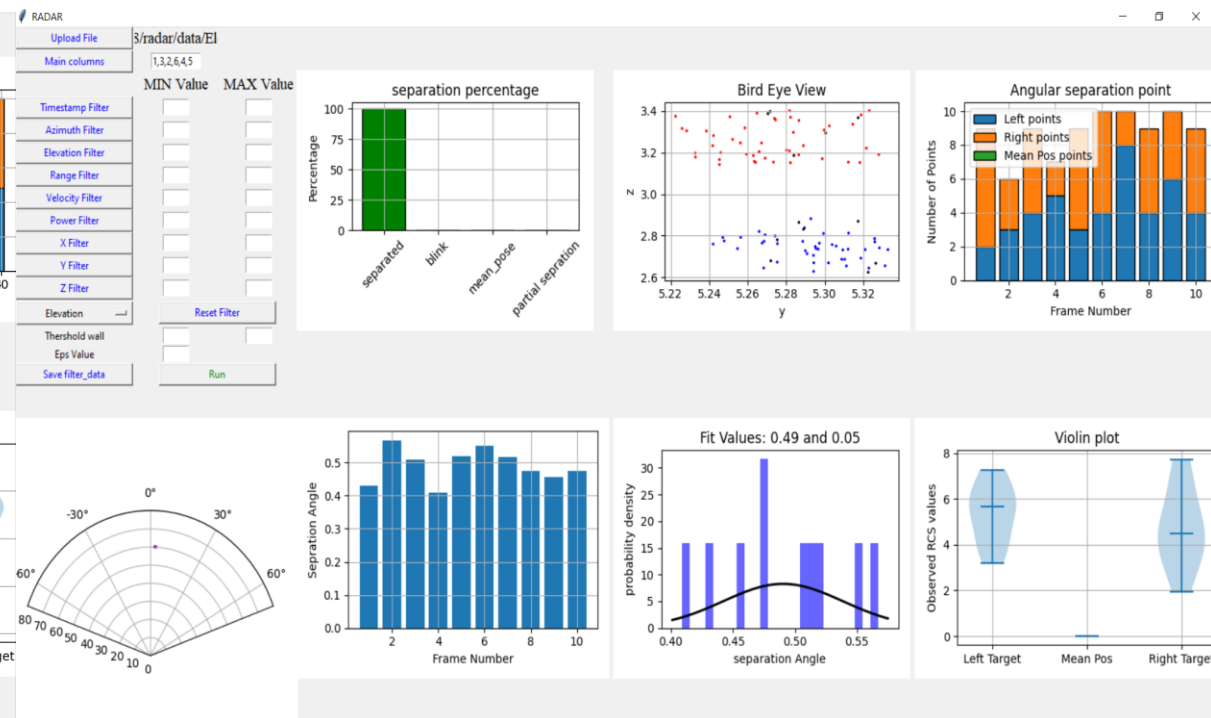 RADAR
Upload File
S/radar/data/El
Main columns
1,3,2,6,4,5
MIN Value MAX Value
Timestamp Filter
Azimuth Filter
Elevation Filter
Range Filter
Velocity Filter
Power Filter
X Filter
Y Filter
Z Filter
Elevation
Reset Filter
Thershold wall
Eps Value
Save filter_data
Run
separation percentage
Percentage
100
75
50
25
0
separated
blink
mean_pose
partial sepration
Bird Eye View
z
3.4
3.2
3.0
2.8
2.6
5.22 5.24 5.26 5.28 5.30 5.32
y
Angular separation point
Number of Points
10
8
6
4
2
0
Left points
Right points
Mean Pos points
2 4 6 8 10
Frame Number
0°
-30° 30°
60° 60°
80 70 60 50 40 30 20 10 0
Sepration Angle
0.5
0.4
0.3
0.2
0.1
0.0
2 4 6 8 10
Frame Number
Fit Values: 0.49 and 0.05
probability density
30
25
20
15
10
5
0
0.40 0.45 0.50 0.55
separation Angle
Violin plot
Observed RCS values
8
6
4
2
0
Left Target Mean Pos Right Targe